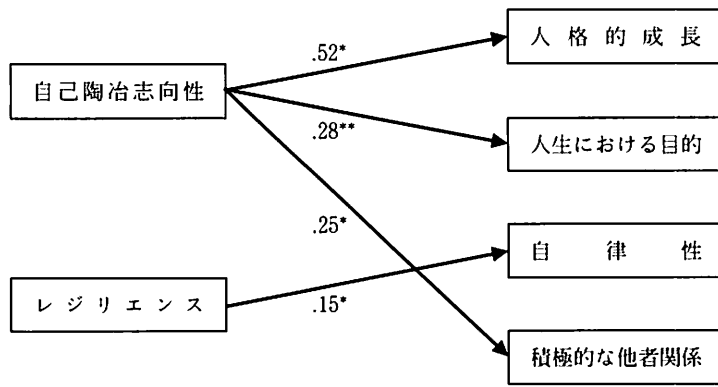 人格的成長
.52*
自己陶冶志向性
.28**
人生における目的
.25*
自律性
レジリエンス
.15*
積極的な他者関係